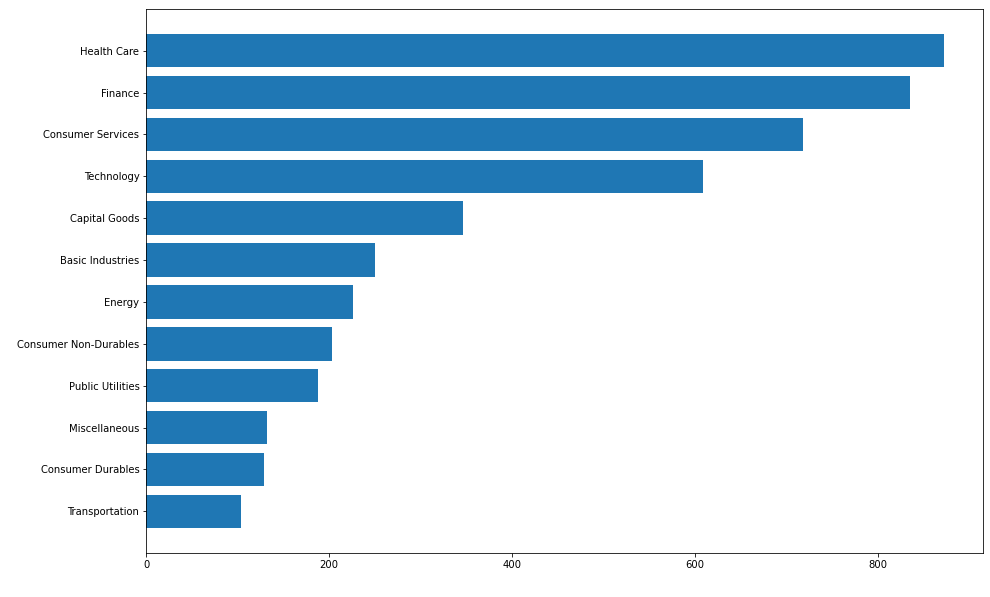 Health Care
Finance
Consumer Services
Technology
Capital Goods
Basic Industries
Energy
Consumer Non-Durables
Public Utilities
Miscellaneous
Consumer Durables
Transportation
0 200 400 600 800